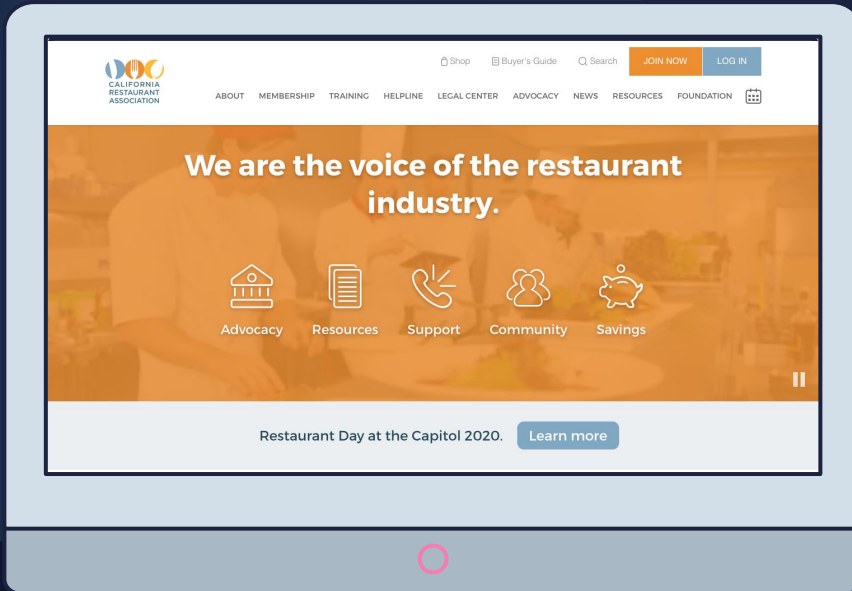 CALIFORNIA
RESTAURANT
ASSOCIATION
Shop Buyer's Guide Search JOIN NOW LOG IN
ABOUT MEMBERSHIP TRAINING HELPLINE LEGAL CENTER ADVOCACY NEWS RESOURCES FOUNDATION
We are the voice of the restaurant
industry.
Advocacy Resources Support Community Savings
Restaurant Day at the Capitol 2020. Learn more